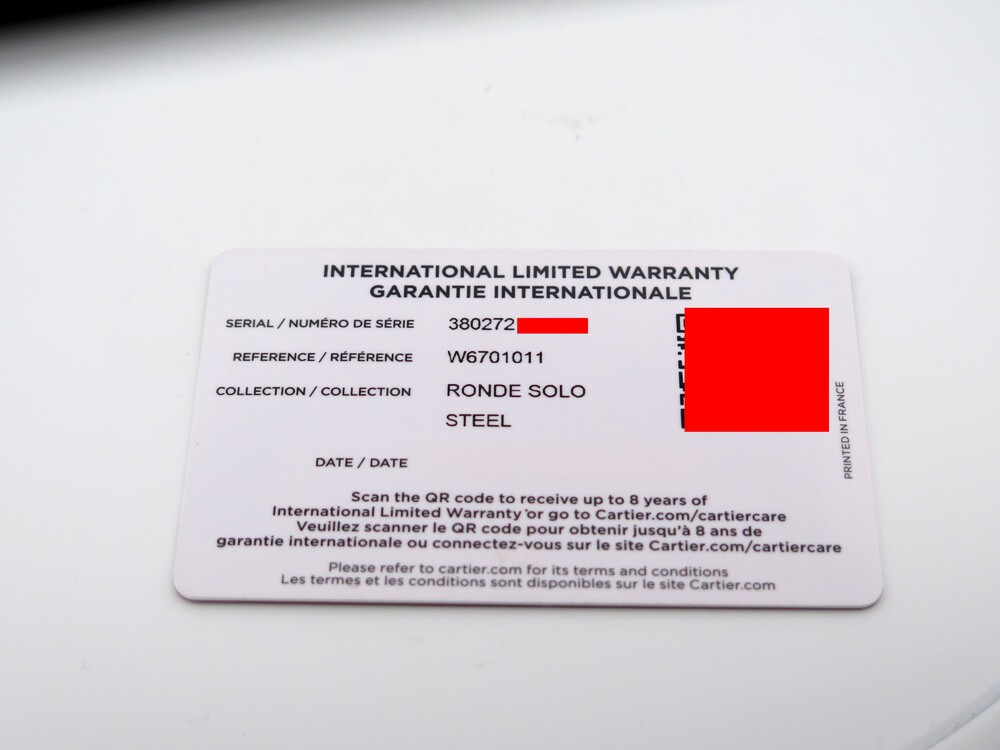 INTERNATIONAL LIMITED WARRANTY
GARANTIE INTERNATIONALE
SERIAL / NUMÉRO DE SÉRIE 380272
REFERENCE / RÉFÉRENCE W6701011
COLLECTION / COLLECTION RONDE SOLO
STEEL
DATE / DATE
PRINTED IN FRANCE
Scan the QR code to receive up to 8 years of
International Limited Warranty or go to Cartier.com/cartiercare
Veuillez scanner le QR code pour obtenir jusqu'à 8 ans de
garantie internationale ou connectez-vous sur le site Cartier.com/cartiercare
Please refer to cartier.com for its terms and conditions
Les termes et les conditions sont disponibles sur le site Cartier.com